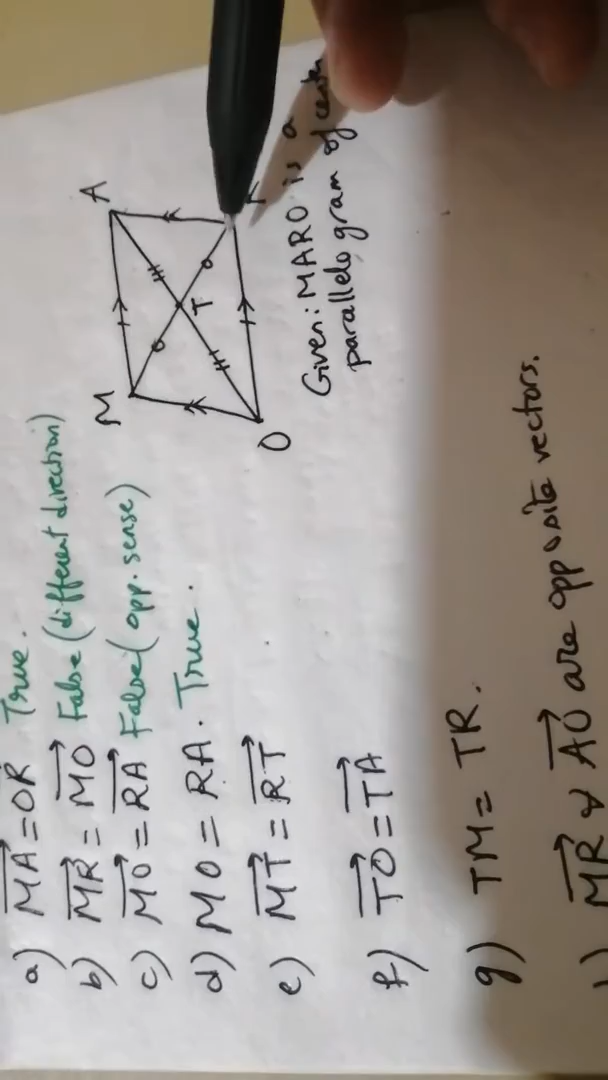 a) MA = OR True.
b) MR = MO False (different direction)
c) MO = RA False (opp. sense)
d) MO = RA. True.
e) MT = RT
f) TO = TA
g) TM = TR.
MR & AO are opposite vectors.
M
A
T
O
Given: MARO is a
parallelogram of center